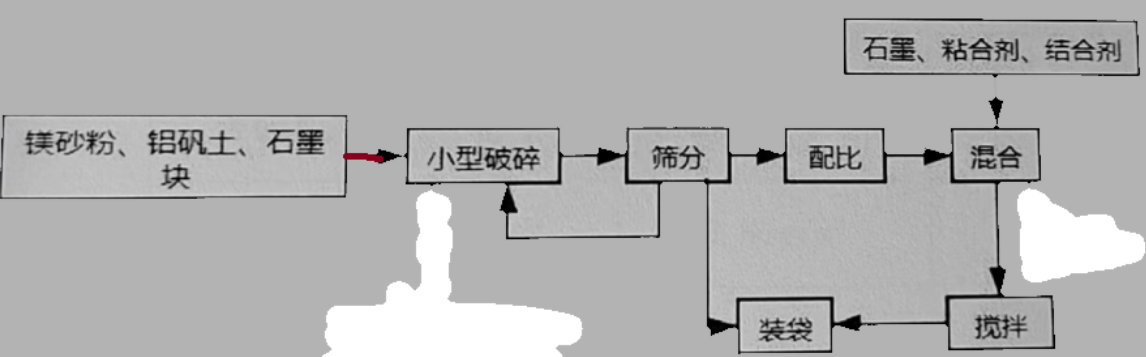 石墨、粘合剂、结合剂
镁砂粉、铝矾土、石墨
块
小型破碎
筛分
配比
混合
装袋
搅拌